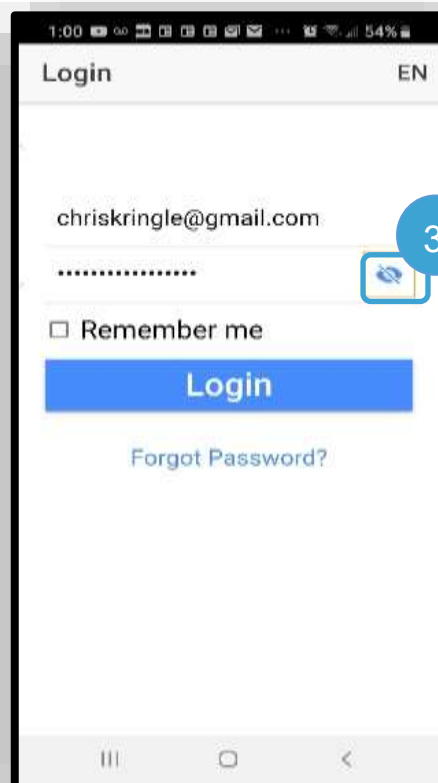 1:00 ... 54%
Login EN
chriskringle@gmail.com
3
•••••••••••••••••
Remember me
Login
Forgot Password?